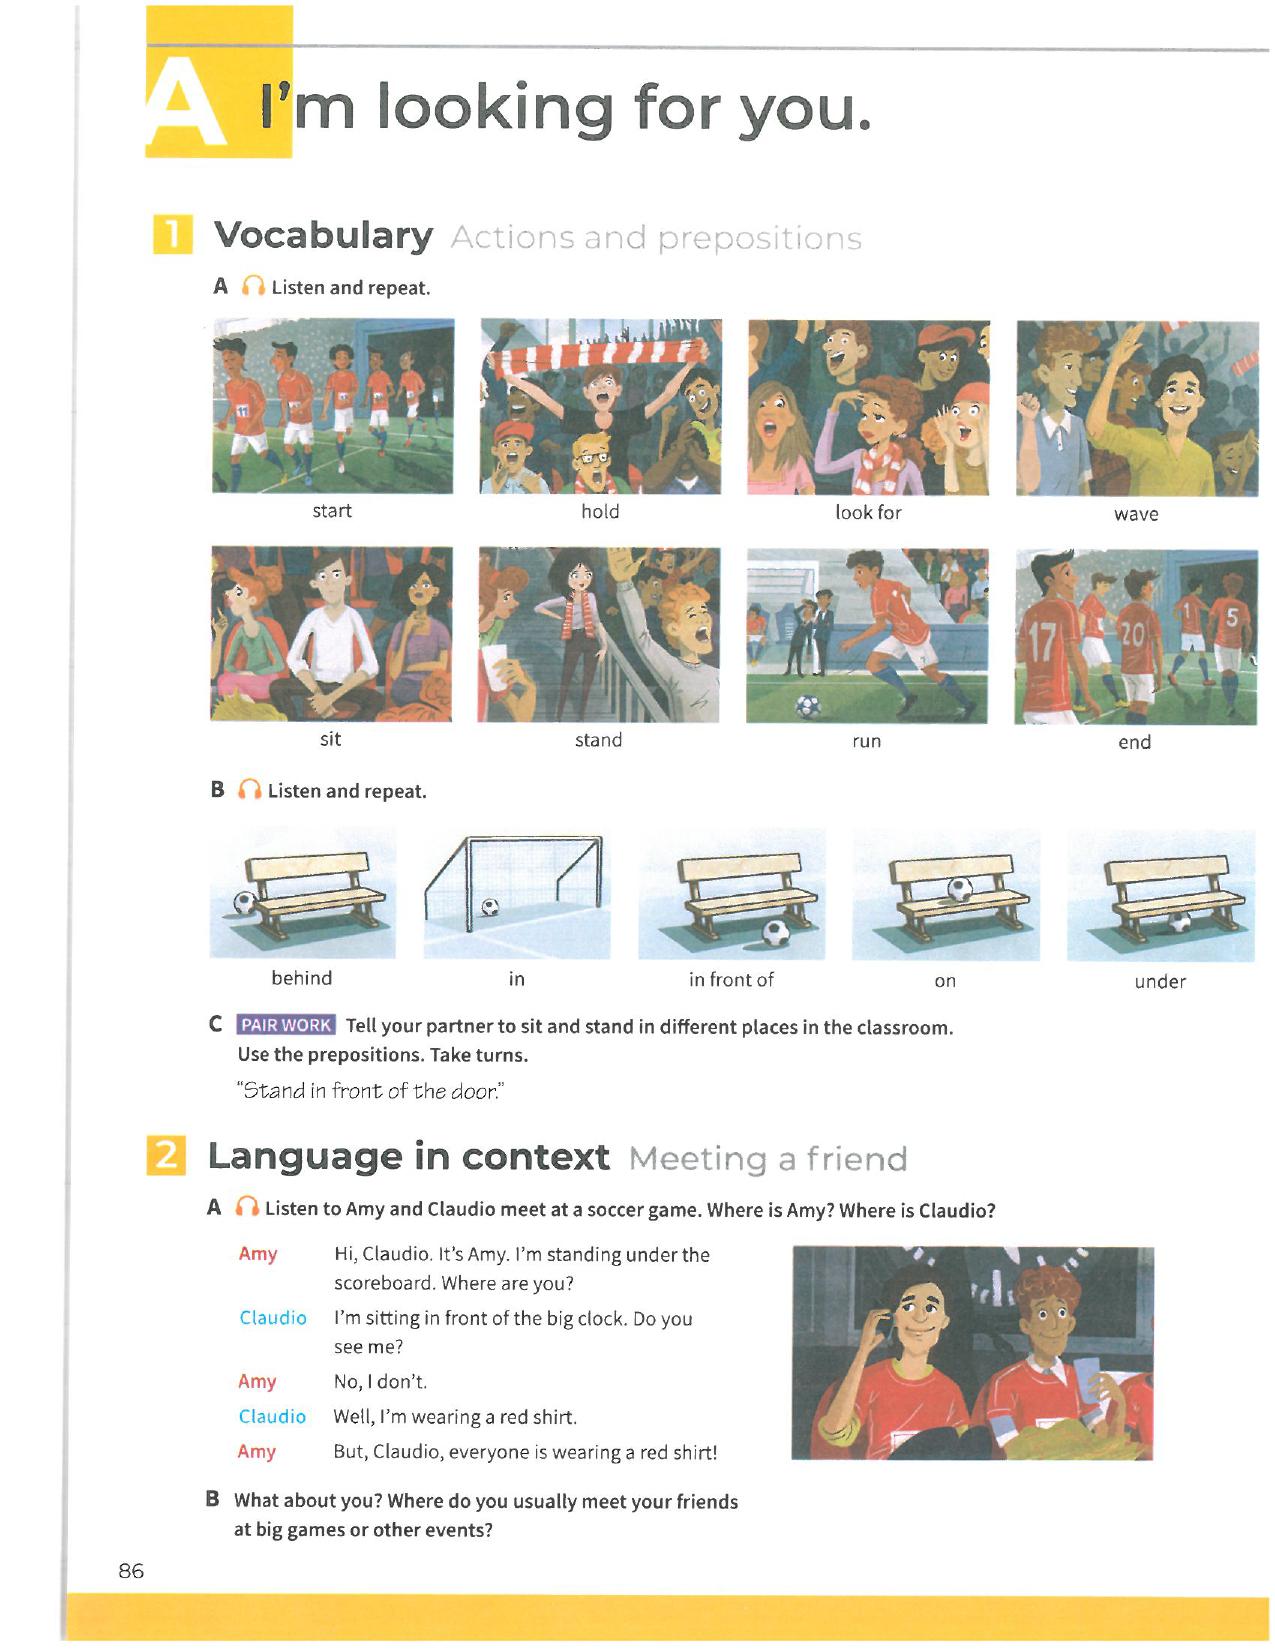 A I'm looking for you.
1 Vocabulary Actions and prepositions
A Listen and repeat.
11
start hold look for wave
17 20 1 5
sit stand run end
B Listen and repeat.
behind in in front of on under
C PAIR WORK Tell your partner to sit and stand in different places in the classroom.
Use the prepositions. Take turns.
"Stand in front of the door."
2 Language in context Meeting a friend
A Listen to Amy and Claudio meet at a soccer game. Where is Amy? Where is Claudio?
Amy Hi, Claudio. It's Amy. I'm standing under the
scoreboard. Where are you?
Claudio I'm sitting in front of the big clock. Do you
see me?
Amy No, I don't.
Claudio Well, I'm wearing a red shirt.
Amy But, Claudio, everyone is wearing a red shirt!
B What about you? Where do you usually meet your friends
at big games or other events?
86